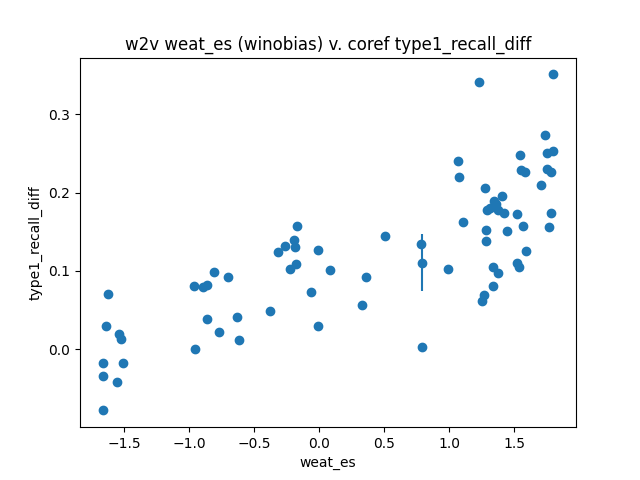 w2v weat_es (winobias) v. coref type1_recall_diff
type1_recall_diff
0.3
0.2
0.1
0.0
−1.5 −1.0 −0.5 0.0 0.5 1.0 1.5
weat_es